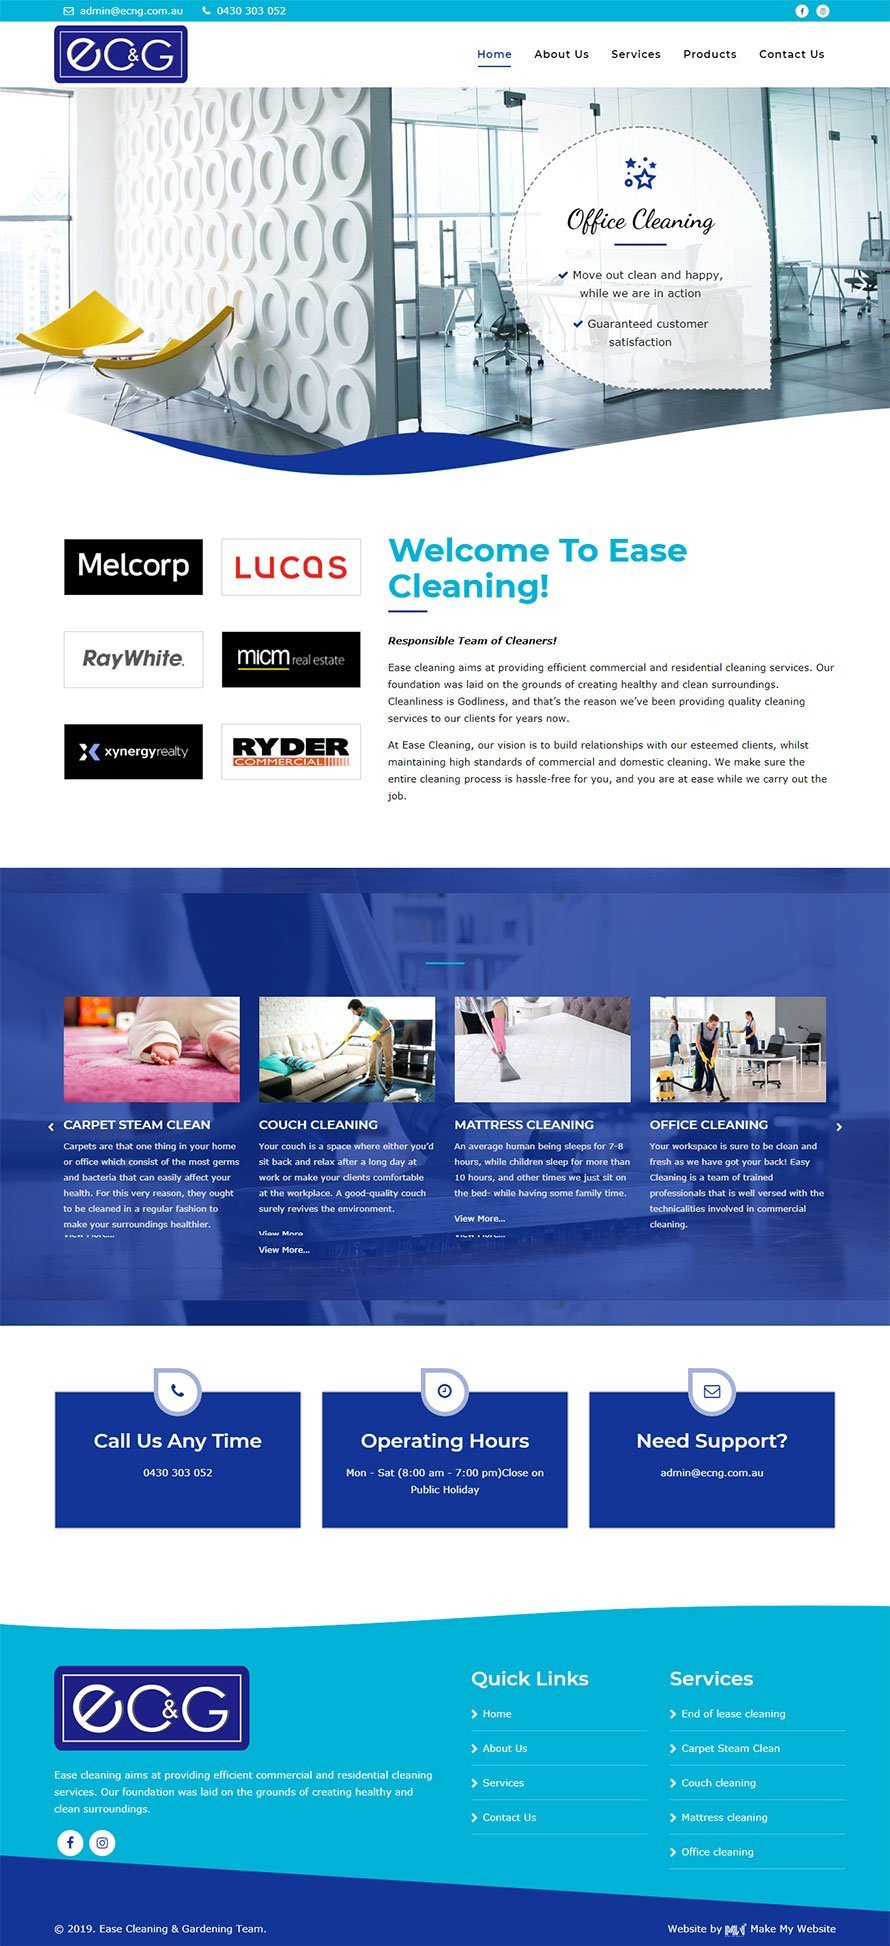 admin@ecng.com.au 0430 303 052
eC&G
Home About Us Services Products Contact Us
Office Cleaning
Move out clean and happy,
while we are in action
Guaranteed customer
satisfaction
Melcorp
LUCAS
RayWhite.
micm real estate
xynergyrealty
RYDER
COMMERCIAL
Welcome To Ease
Cleaning!
Responsible Team of Cleaners!
Ease cleaning aims at providing efficient commercial and residential cleaning services. Our
foundation was laid on the grounds of creating healthy and clean surroundings.
Cleanliness is Godliness, and that's the reason we've been providing quality cleaning
services to our clients for years now.
At Ease Cleaning, our vision is to build relationships with our esteemed clients, whilst
maintaining high standards of commercial and domestic cleaning. We make sure the
entire cleaning process is hassle-free for you, and you are at ease while we carry out the
job.
CARPET STEAM CLEAN
Carpets are that one thing in your home
or office which consist of the most germs
and bacteria that can easily affect your
health. For this very reason, they ought
to be cleaned in a regular fashion to
make your surroundings healthier.
View More...
COUCH CLEANING
Your couch is a space where either you'd
sit back and relax after a long day at
work or make your clients comfortable
at the workplace. A good-quality couch
surely revives the environment.
View More
View More...
MATTRESS CLEANING
An average human being sleeps for 7-8
hours, while children sleep for more than
10 hours, and other times we just sit on
the bed- while having some family time.
View More...
View More...
OFFICE CLEANING
Your workspace is sure to be clean and
fresh as we have got your back! Easy
Cleaning is a team of trained
professionals that is well versed with the
technicalities involved in commercial
cleaning.
Call Us Any Time
0430 303 052
Operating Hours
Mon - Sat (8:00 am - 7:00 pm)Close on
Public Holiday
Need Support?
admin@ecng.com.au
eC&G
Ease cleaning aims at providing efficient commercial and residential cleaning
services. Our foundation was laid on the grounds of creating healthy and
clean surroundings.
Quick Links
Home
About Us
Services
Contact Us
Services
End of lease cleaning
Carpet Steam Clean
Couch cleaning
Mattress cleaning
Office cleaning
© 2019. Ease Cleaning & Gardening Team.
Website by Make My Website